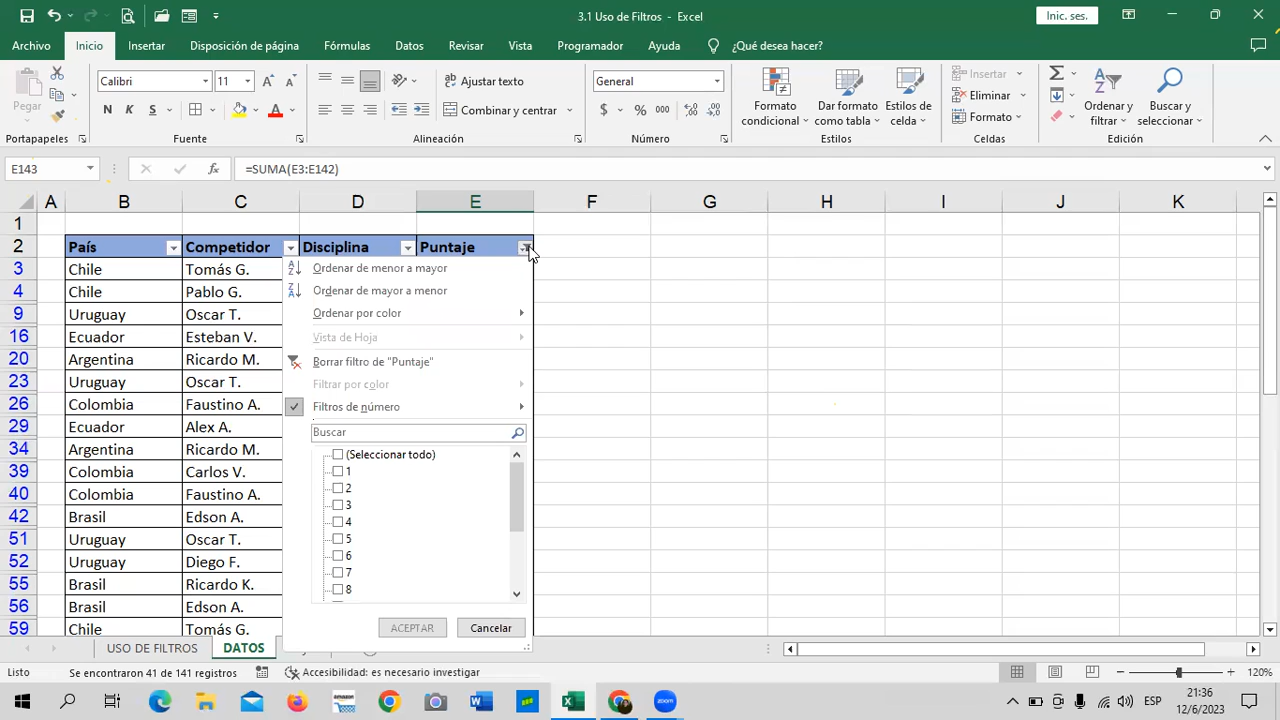 3.1 Uso de Filtros - Excel
Inic. ses.
Archivo Inicio Insertar Disposición de página Fórmulas Datos Revisar Vista Programador Ayuda ¿Qué desea hacer?
Pegar
Calibri 11
N K S
Ajustar texto
Combinar y centrar
General
$ % 000
Formato condicional
Dar formato como tabla
Estilos de celda
Insertar
Eliminar
Formato
Ordenar y filtrar
Buscar y seleccionar
Portapapeles Fuente Alineación Número Estilos Celdas Edición
E143 fx =SUMA(E3:E142)
A B C D E F G H I J K
1
2 País Competidor Disciplina Puntaje
3 Chile Tomás G.
4 Chile Pablo G.
9 Uruguay Oscar T.
16 Ecuador Esteban V.
20 Argentina Ricardo M.
23 Uruguay Oscar T.
26 Colombia Faustino A.
29 Ecuador Alex A.
34 Argentina Ricardo M.
39 Colombia Carlos V.
40 Colombia Faustino A.
42 Brasil Edson A.
51 Uruguay Oscar T.
52 Uruguay Diego F.
55 Brasil Ricardo K.
56 Brasil Edson A.
59 Chile Tomás G.
Ordenar de menor a mayor
Ordenar de mayor a menor
Ordenar por color
Vista de Hoja
Borrar filtro de "Puntaje"
Filtrar por color
Filtros de número
Buscar
(Seleccionar todo)
1
2
3
4
5
6
7
8
ACEPTAR Cancelar
USO DE FILTROS DATOS
Listo Se encontraron 41 de 141 registros Accesibilidad: es necesario investigar 120%
ESP
21:36
12/6/2023
zoom